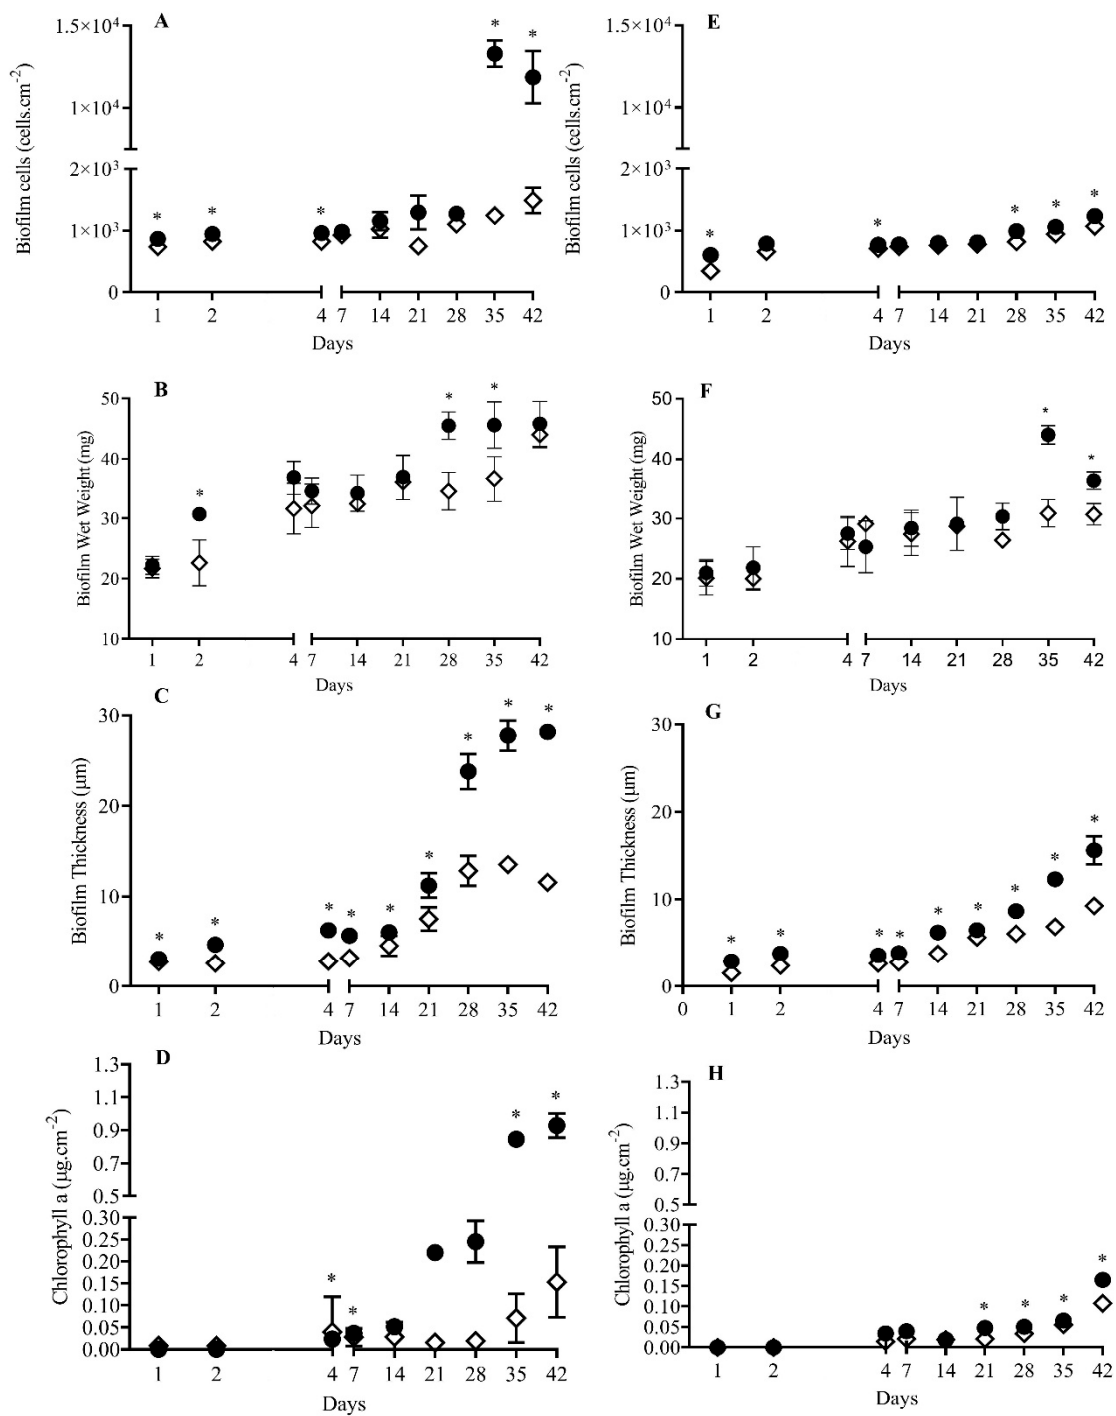 A
Biofilm cells (cells.cm⁻²)
1.5×10⁴
1×10⁴
2×10³
1×10³
0
* * * * *
1 2 4 7 14 21 28 35 42
Days
E
Biofilm cells (cells.cm⁻²)
1.5×10⁴
1×10⁴
2×10³
1×10³
0
* * * * *
1 2 4 7 14 21 28 35 42
Days
B
Biofilm Wet Weight (mg)
50
40
30
20
10
* * *
1 2 4 7 14 21 28 35 42
Days
F
Biofilm Wet Weight (mg)
50
40
30
20
10
* *
1 2 4 7 14 21 28 35 42
Days
C
Biofilm Thickness (µm)
30
20
10
0
* * * * * * * * *
1 2 4 7 14 21 28 35 42
Days
G
Biofilm Thickness (µm)
30
20
10
0
* * * * * * * * *
0 1 2 4 7 14 21 28 35 42
Days
D
Chlorophyll a (µg.cm⁻²)
1.3
1.1
0.9
0.7
0.5
0.30
0.25
0.20
0.15
0.10
0.05
0.00
* * * *
1 2 4 7 14 21 28 35 42
Days
H
Chlorophyll a (µg.cm⁻²)
1.3
1.1
0.9
0.7
0.5
0.30
0.25
0.20
0.15
0.10
0.05
0.00
* * * *
1 2 4 7 14 21 28 35 42
Days